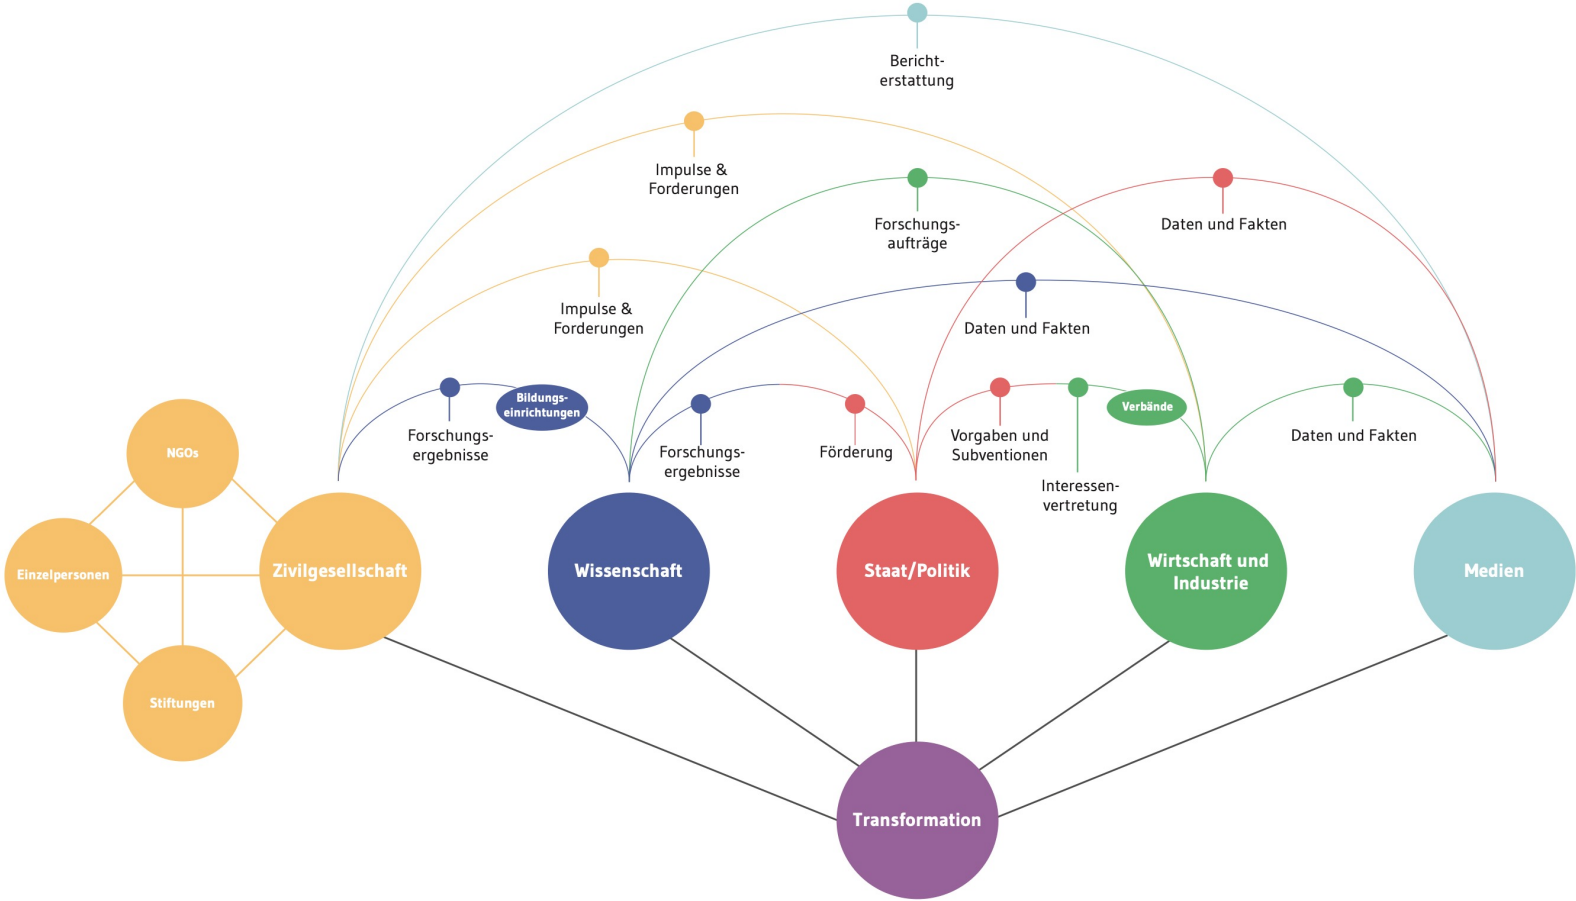 Bericht-
erstattung
Impulse &
Forderungen
Forschungs-
aufträge
Daten und Fakten
Impulse &
Forderungen
Daten und Fakten
Bildungs-
einrichtungen
Verbände
Forschungs-
ergebnisse
Forschungs-
ergebnisse
Förderung
Vorgaben und
Subventionen
Daten und Fakten
Interessen-
vertretung
NGOs
Einzelpersonen
Stiftungen
Zivilgesellschaft
Wissenschaft
Staat/Politik
Wirtschaft und
Industrie
Medien
Transformation